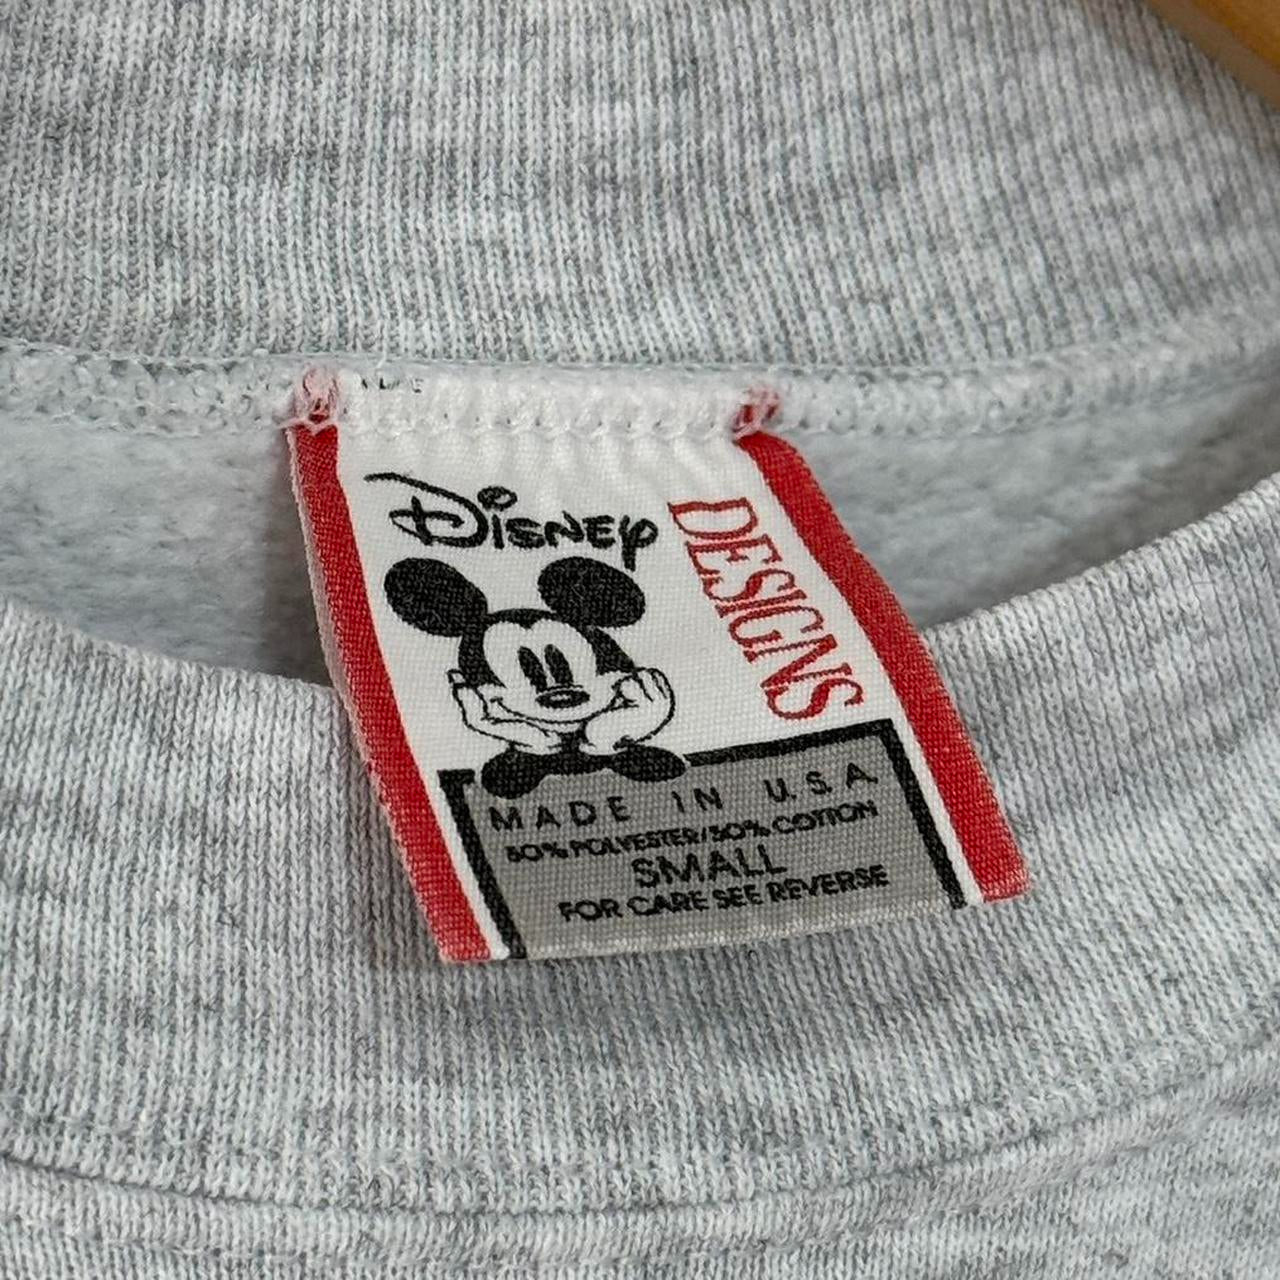 Disney
DESIGNS
MADE IN U.S.A.
50% POLYESTER/50% COTTON
SMALL
FOR CARE SEE REVERSE